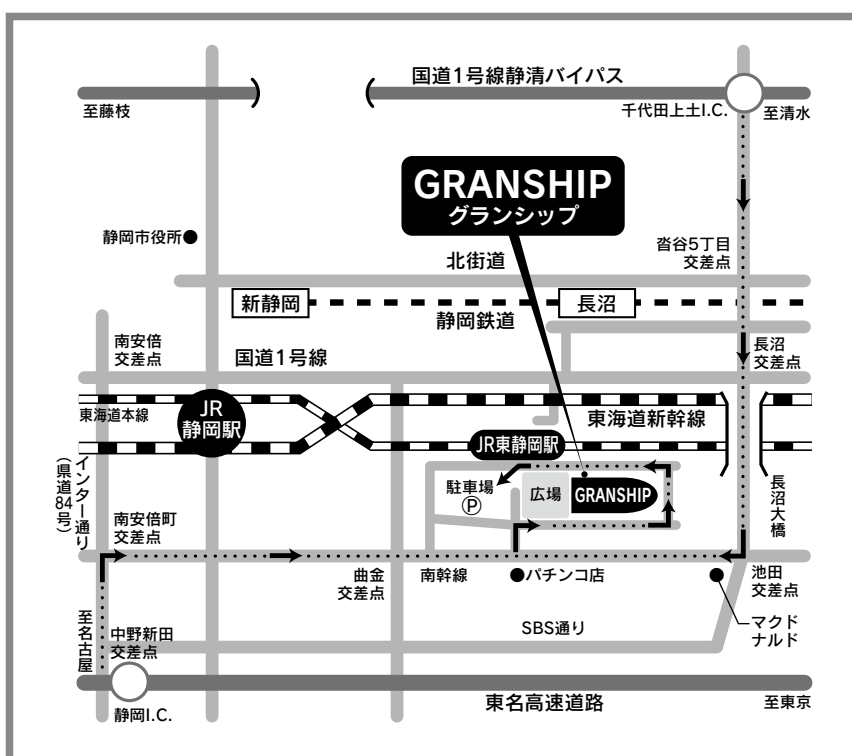 国道1号線静清バイパス
至藤枝
千代田上土I.C.
至清水
GRANSHIP
グランシップ
静岡市役所
沓谷5丁目
交差点
北街道
新静岡
長沼
静岡鉄道
南安倍
交差点
国道1号線
長沼
交差点
東海道本線
JR
静岡駅
東海道新幹線
JR東静岡駅
インター通り
(県道84号)
駐車場
P
広場
GRANSHIP
長沼大橋
南安倍町
交差点
曲金
交差点
南幹線
パチンコ店
池田
交差点
マクド
ナルド
SBS通り
至名古屋
中野新田
交差点
東名高速道路
至東京
静岡I.C.